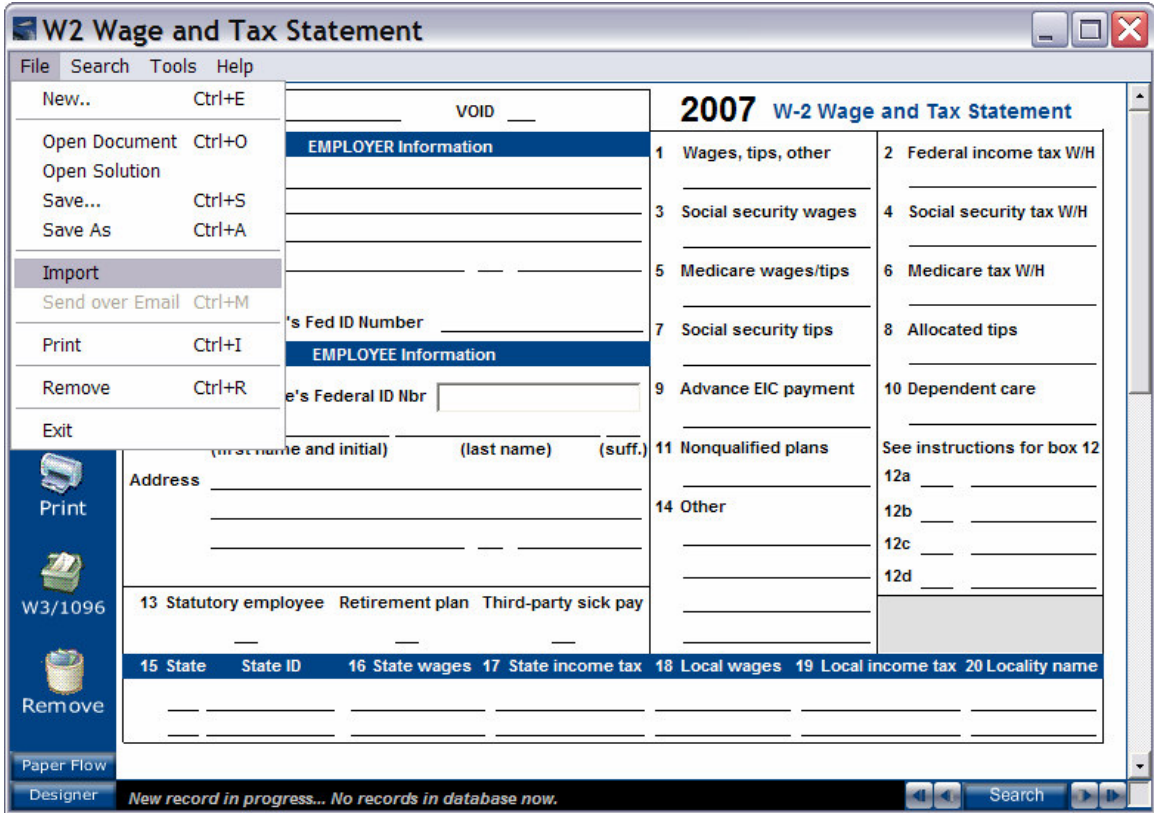 W2 Wage and Tax Statement
File Search Tools Help
New.. Ctrl+E
Open Document Ctrl+O
Open Solution
Save... Ctrl+S
Save As Ctrl+A
Import
Send over Email Ctrl+M
Print Ctrl+I
Remove Ctrl+R
Exit
VOID
2007 W-2 Wage and Tax Statement
EMPLOYER Information
's Fed ID Number
EMPLOYEE Information
e's Federal ID Nbr
(first name and initial) (last name) (suff.)
Address
1 Wages, tips, other 2 Federal income tax W/H
3 Social security wages 4 Social security tax W/H
5 Medicare wages/tips 6 Medicare tax W/H
7 Social security tips 8 Allocated tips
9 Advance EIC payment 10 Dependent care
11 Nonqualified plans See instructions for box 12
12a
14 Other 12b
12c
12d
13 Statutory employee Retirement plan Third-party sick pay
15 State State ID 16 State wages 17 State income tax 18 Local wages 19 Local income tax 20 Locality name
Print
W3/1096
Remove
Paper Flow
Designer
New record in progress... No records in database now.
Search